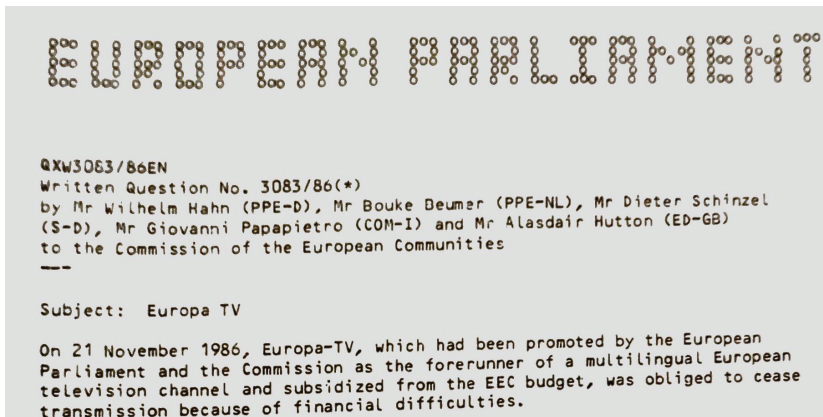 EUROPEAN PARLIAMENT
QXW3083/86EN
Written Question No. 3083/86(*)
by Mr Wilhelm Hahn (PPE-D), Mr Bouke Beumer (PPE-NL), Mr Dieter Schinzel
(S-D), Mr Giovanni Papapietro (COM-I) and Mr Alasdair Hutton (ED-GB)
to the Commission of the European Communities
---
Subject: Europa TV
On 21 November 1986, Europa-TV, which had been promoted by the European
Parliament and the Commission as the forerunner of a multilingual European
television channel and subsidized from the EEC budget, was obliged to cease
transmission because of financial difficulties.